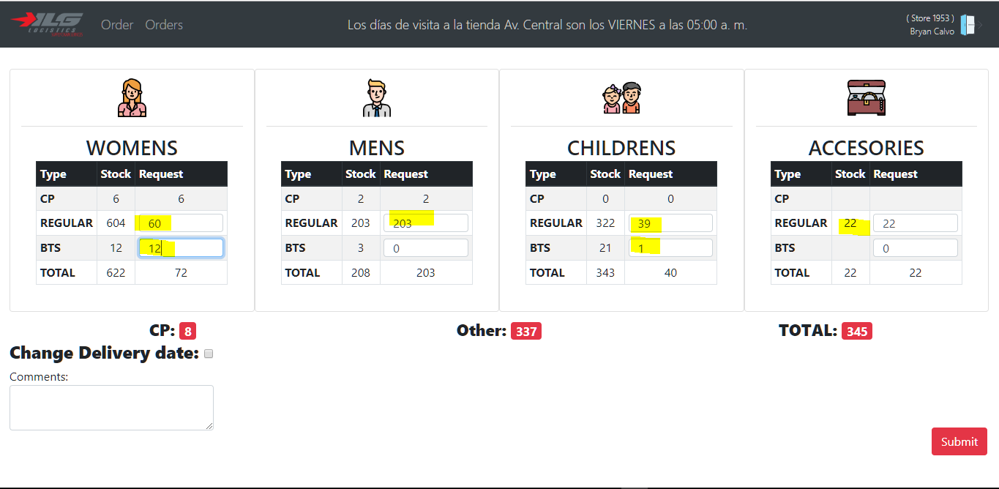 ILG
LOGISTICS
Order Orders
Los días de visita a la tienda Av. Central son los VIERNES a las 05:00 a. m.
( Store 1953 )
Bryan Calvo
WOMENS
Type Stock Request
CP 6 6
REGULAR 604 60
BTS 12 12
TOTAL 622 72
MENS
Type Stock Request
CP 2 2
REGULAR 203 203
BTS 3 0
TOTAL 208 203
CHILDRENS
Type Stock Request
CP 0 0
REGULAR 322 39
BTS 21 1
TOTAL 343 40
ACCESORIES
Type Stock Request
CP
REGULAR 22 22
BTS 0
TOTAL 22 22
CP: 8
Other: 337
TOTAL: 345
Change Delivery date:
Comments:
Submit